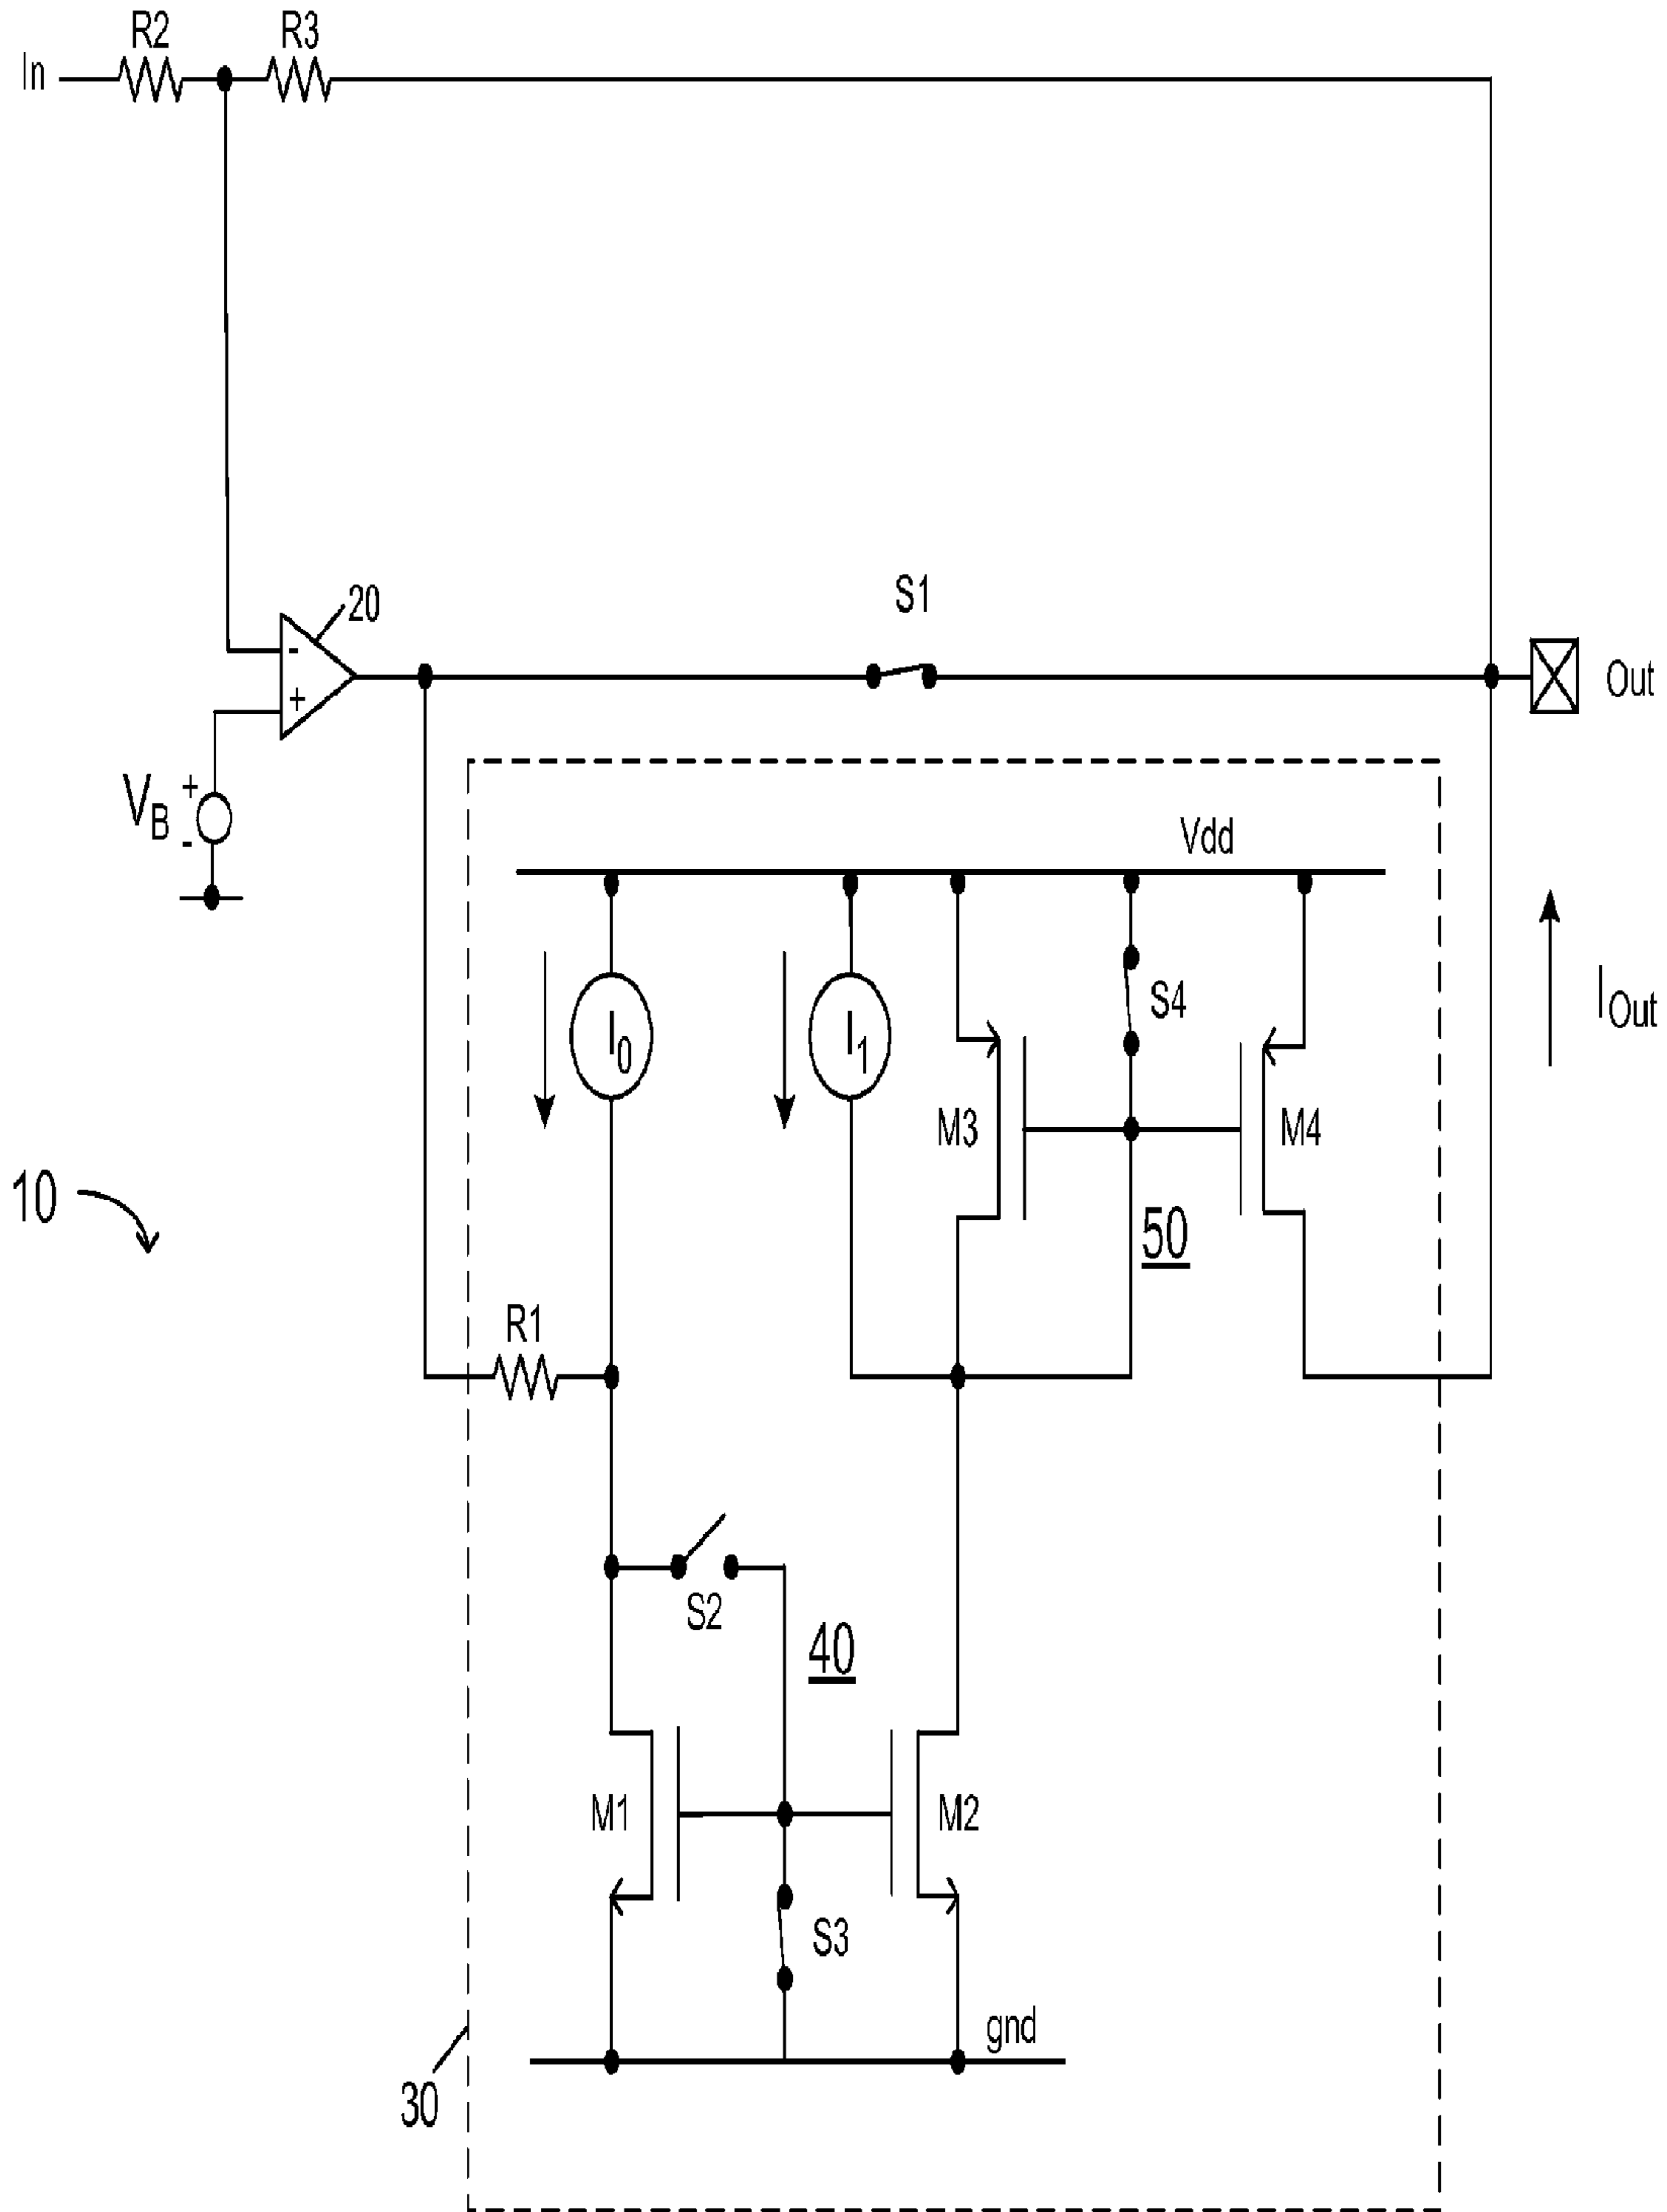 R2
R3
In
S1
20
-
+
Out
V_B
+
-
Vdd
I_0
I_1
S4
I_Out
M3
M4
10
50
R1
S2
40
M1
M2
S3
gnd
30